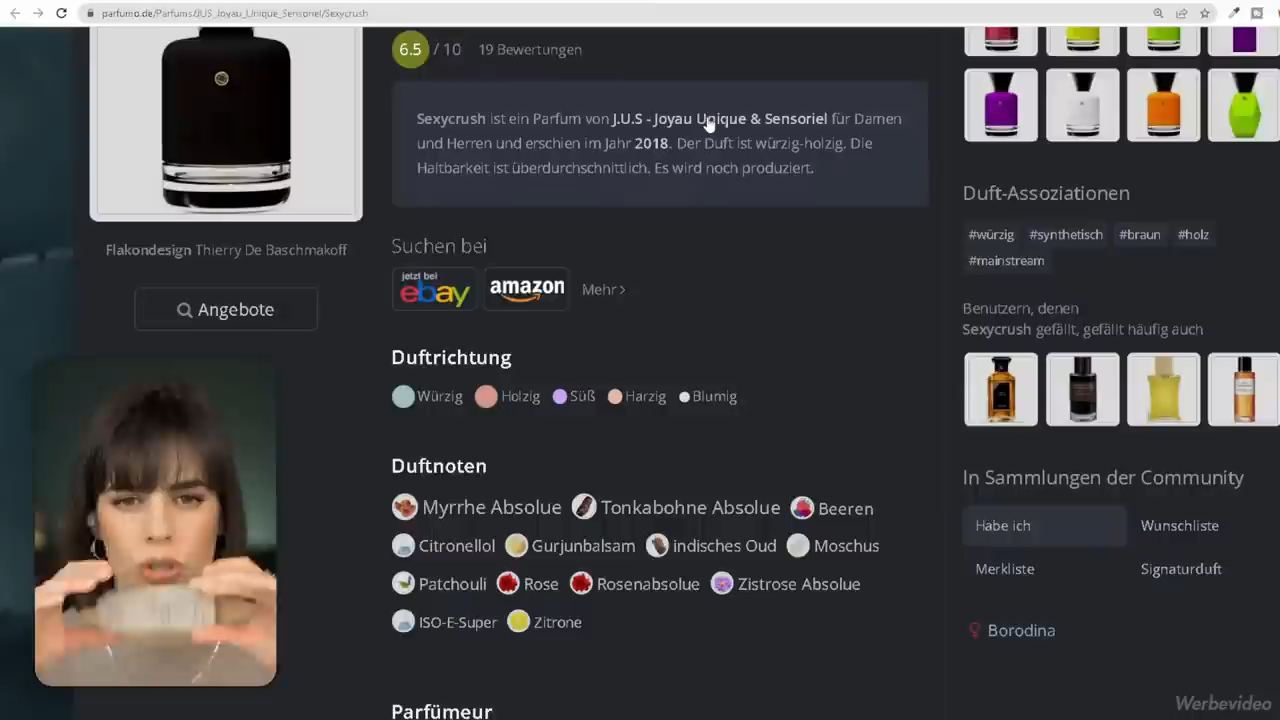 parfumo.de/Parfums/JUS_Joyau_Unique_Sensoriel/Sexycrush
6.5 / 10 19 Bewertungen
Sexycrush ist ein Parfum von J.U.S - Joyau Unique & Sensoriel für Damen
und Herren und erschien im Jahr 2018. Der Duft ist würzig-holzig. Die
Haltbarkeit ist überdurchschnittlich. Es wird noch produziert.
Flakondesign Thierry De Baschmakoff
Angebote
Suchen bei
jetzt bei
ebay
amazon
Mehr >
Duftrichtung
Würzig Holzig Süß Harzig Blumig
Duftnoten
Myrrhe Absolue Tonkabohne Absolue Beeren
Citronellol Gurjunbalsam indisches Oud Moschus
Patchouli Rose Rosenabsolue Zistrose Absolue
ISO-E-Super Zitrone
Parfümeur
Duft-Assoziationen
#würzig #synthetisch #braun #holz
#mainstream
Benutzern, denen
Sexycrush gefällt, gefällt häufig auch
In Sammlungen der Community
Habe ich Wunschliste
Merkliste Signaturduft
Borodina
Werbevideo